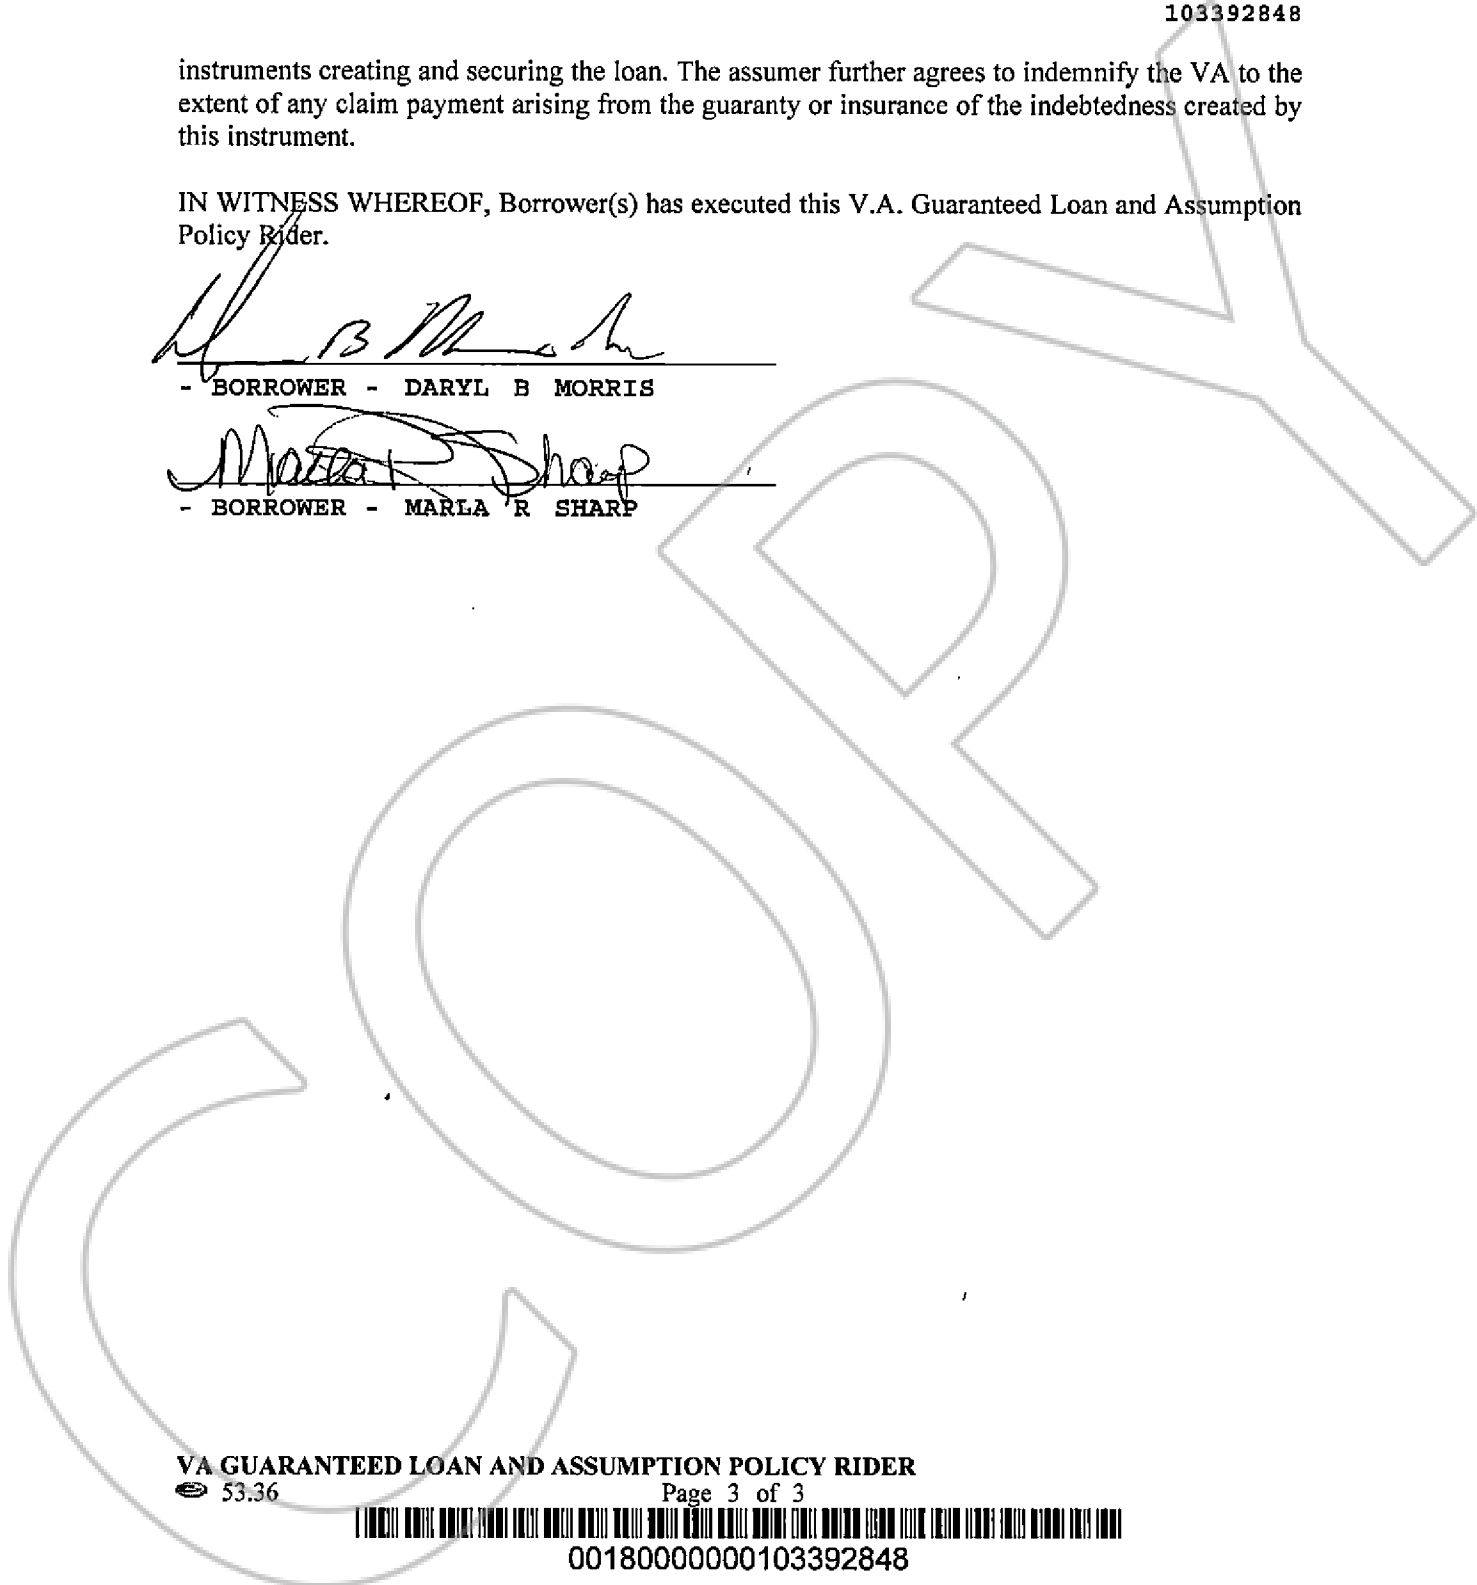 103392848
instruments creating and securing the loan. The assumer further agrees to indemnify the VA to the
extent of any claim payment arising from the guaranty or insurance of the indebtedness created by
this instrument.
IN WITNESS WHEREOF, Borrower(s) has executed this V.A. Guaranteed Loan and Assumption
Policy Rider.
- BORROWER - DARYL B MORRIS
Marla R Sharp
- BORROWER - MARLA R SHARP
COPY
VA GUARANTEED LOAN AND ASSUMPTION POLICY RIDER
53.36 Page 3 of 3
00180000000103392848